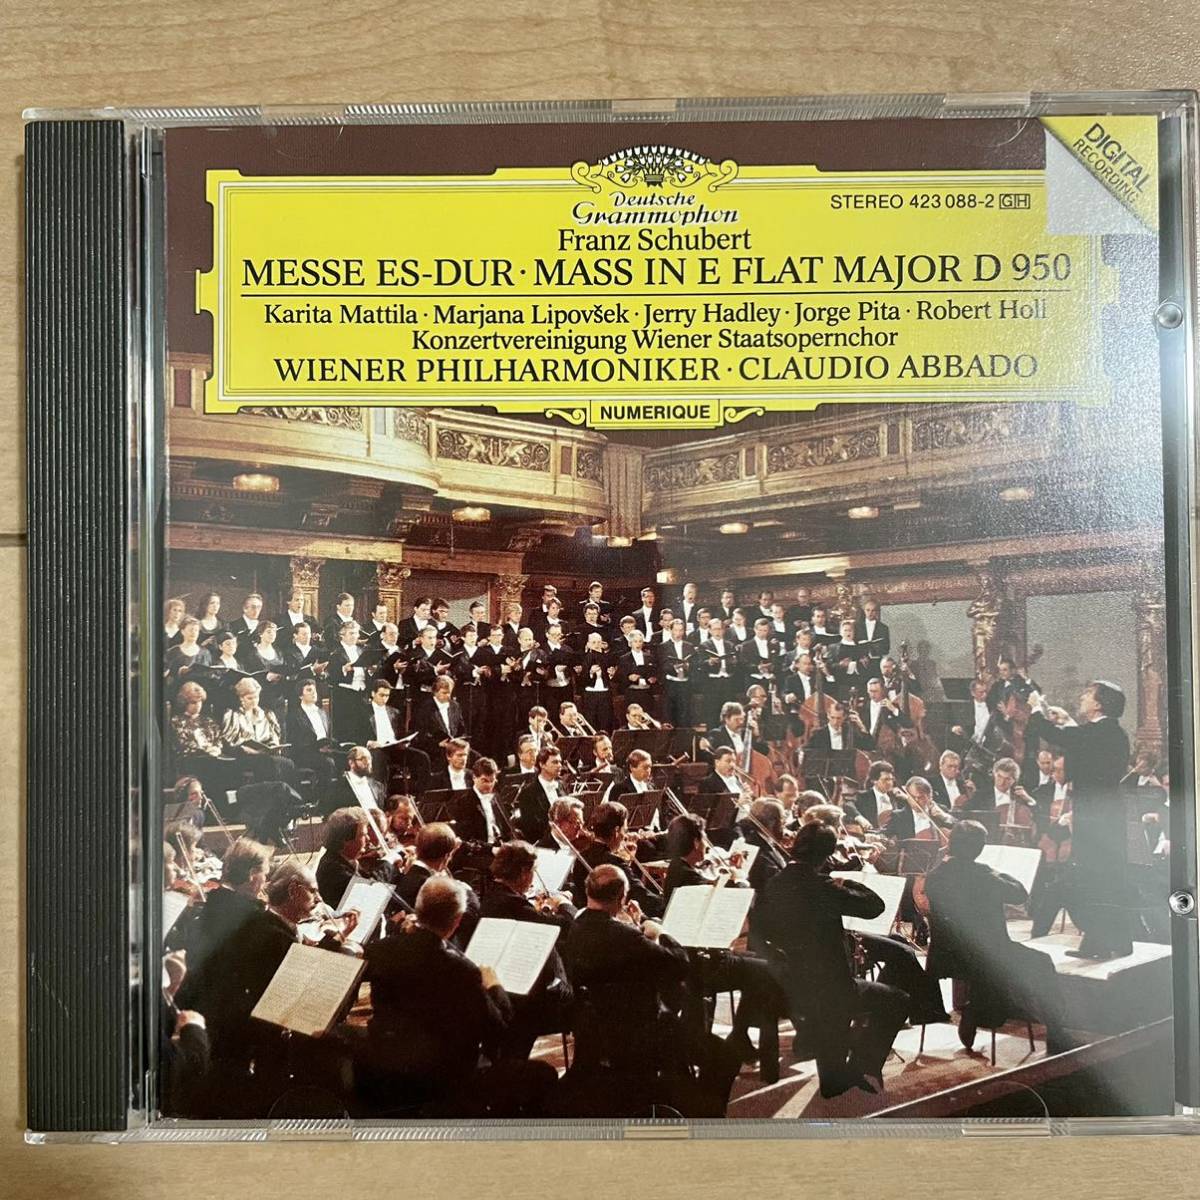 Deutsche
Grammophon
STEREO 423 088-2 GH
DIGITAL
RECORDING
Franz Schubert
MESSE ES-DUR · MASS IN E FLAT MAJOR D 950
Karita Mattila · Marjana Lipovšek · Jerry Hadley · Jorge Pita · Robert Holl
Konzertvereinigung Wiener Staatsopernchor
WIENER PHILHARMONIKER · CLAUDIO ABBADO
NUMERIQUE